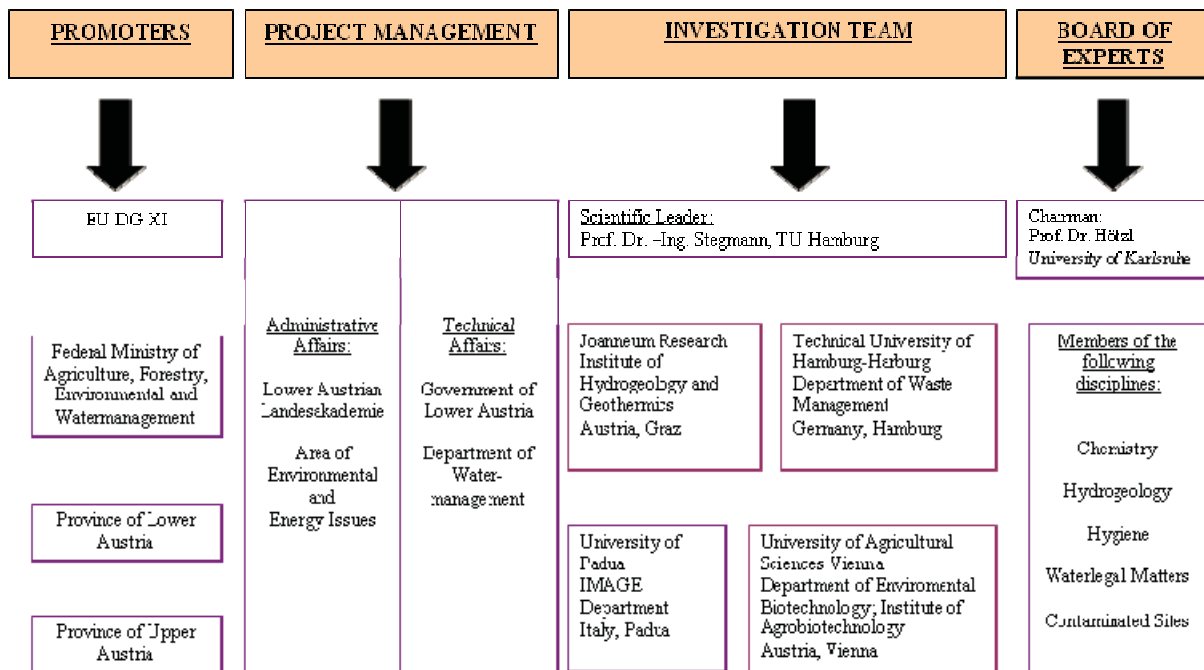 PROMOTERS
PROJECT MANAGEMENT
INVESTIGATION TEAM
BOARD OF
EXPERTS
EU DG XI
Federal Ministry of
Agriculture, Forestry,
Environmental and
Watermanagement
Province of Lower
Austria
Province of Upper
Austria
Administrative
Affairs:
Lower Austrian
Landesakademie
Area of
Environmental
and
Energy Issues
Technical
Affairs:
Government of
Lower Austria
Department of
Water-
management
Scientific Leader:
Prof. Dr. –Ing. Stegmann, TU Hamburg
Joanneum Research
Institute of
Hydrogeology and
Geothermics
Austria, Graz
Technical University of
Hamburg-Harburg
Department of Waste
Management
Germany, Hamburg
University of
Padua
IMAGE
Department
Italy, Padua
University of Agricultural
Sciences Vienna
Department of Enviromental
Biotechnology; Institute of
Agrobiotechnology
Austria, Vienna
Chairman:
Prof. Dr. Hötzl
University of Karlsruhe
Members of the
following
disciplines:
Chemistry
Hydrogeology
Hygiene
Waterlegal Matters
Contaminated Sites